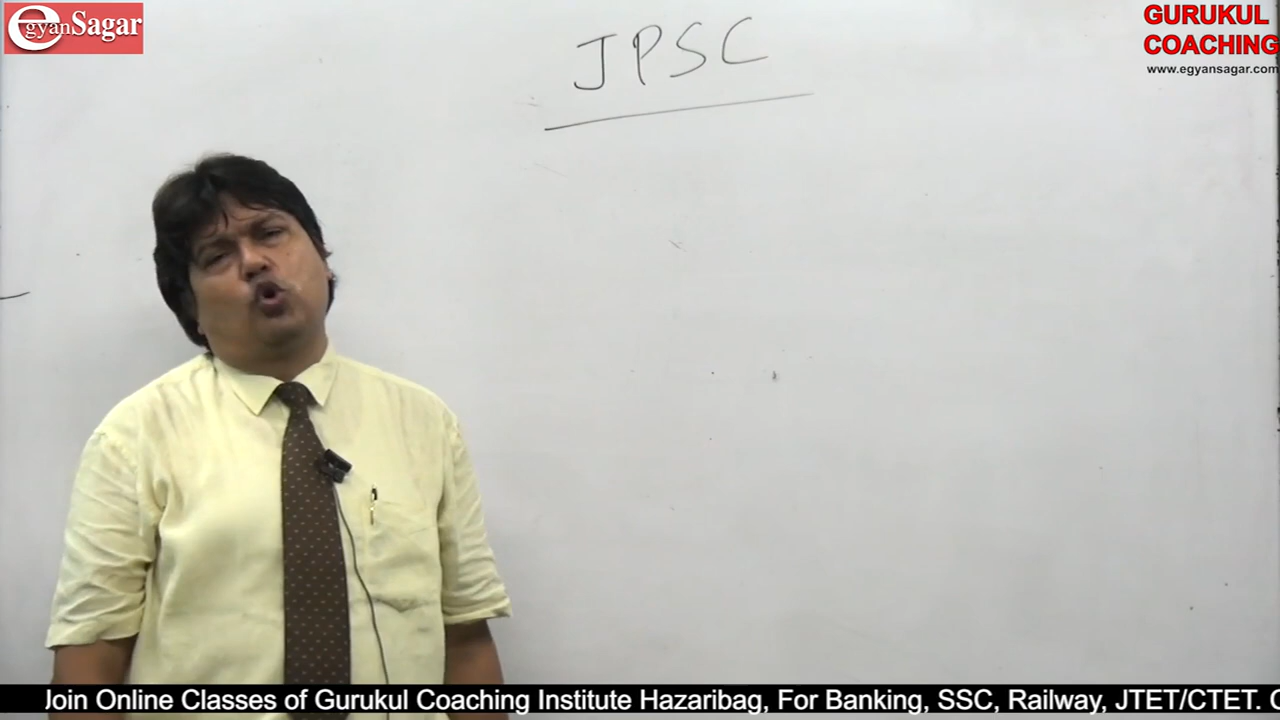 egyanSagar
GURUKUL
COACHING
www.egyansagar.com
JPSC
Join Online Classes of Gurukul Coaching Institute Hazaribag, For Banking, SSC, Railway, JTET/CTET.